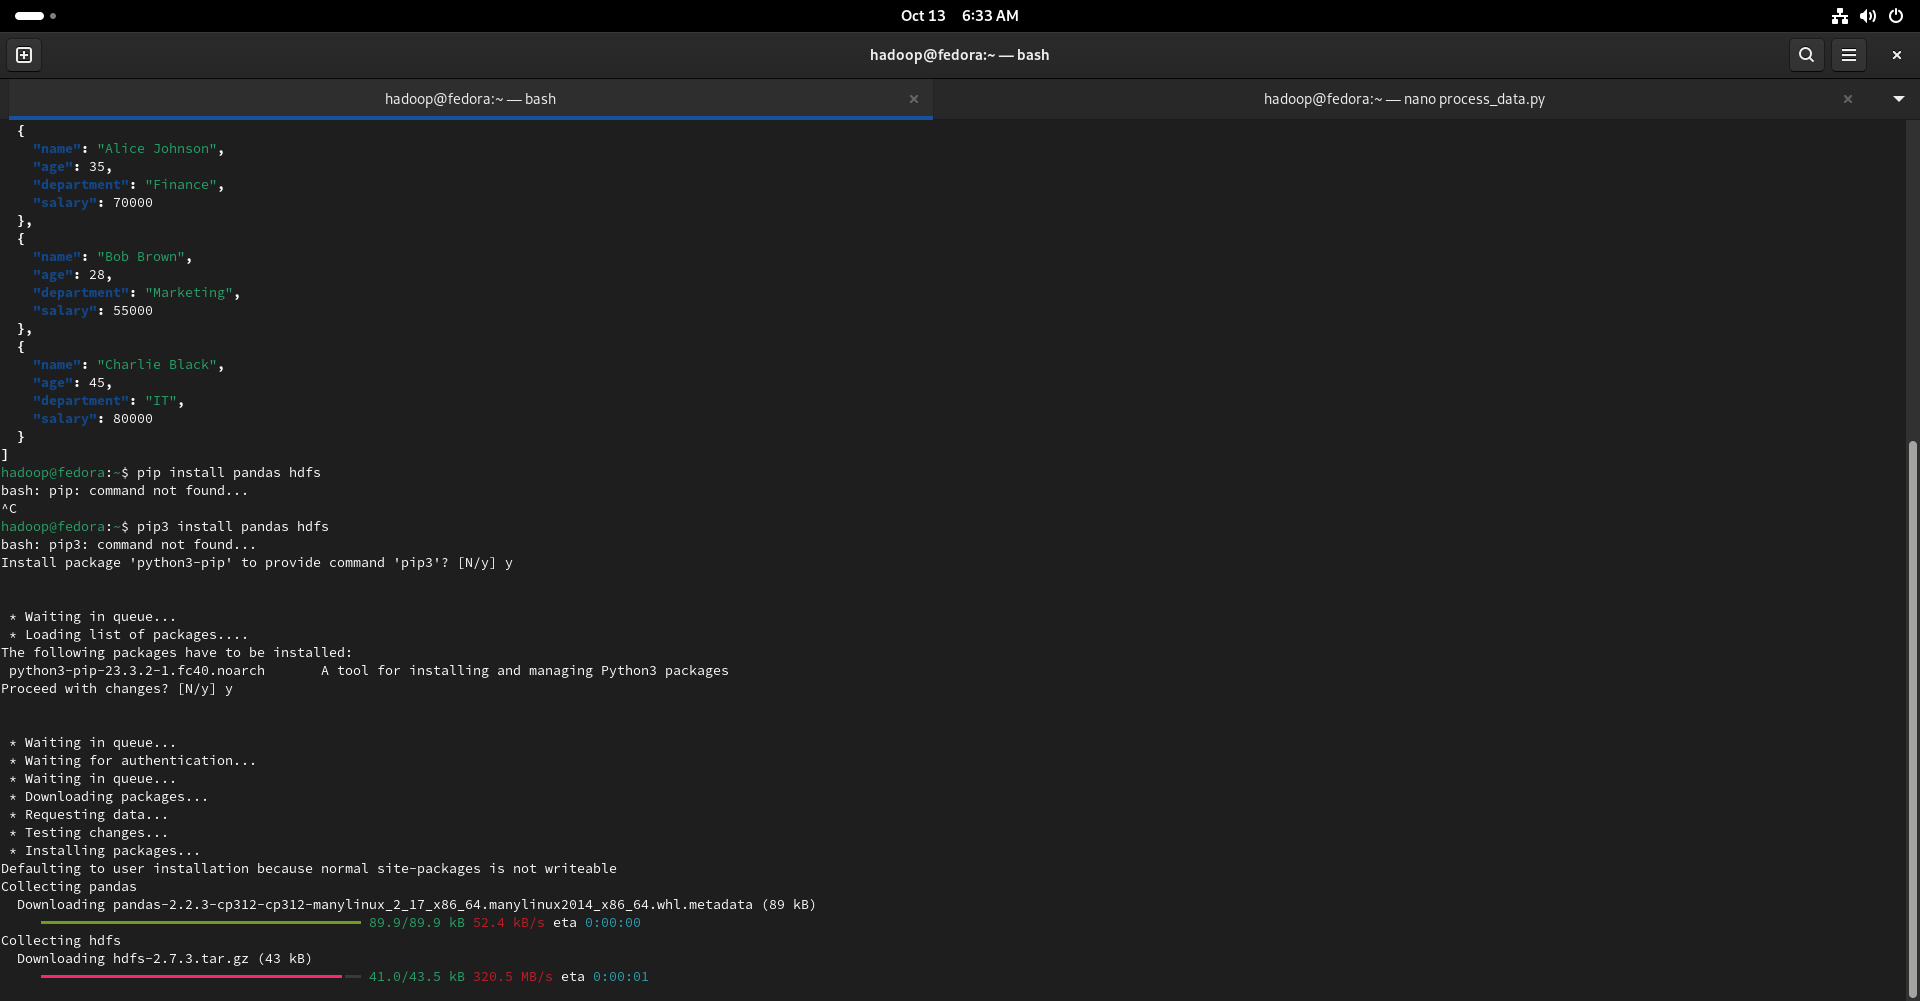 Oct 13 6:33 AM
hadoop@fedora:~ — bash
hadoop@fedora:~ — bash
hadoop@fedora:~ — nano process_data.py
  {
    "name": "Alice Johnson",
    "age": 35,
    "department": "Finance",
    "salary": 70000
  },
  {
    "name": "Bob Brown",
    "age": 28,
    "department": "Marketing",
    "salary": 55000
  },
  {
    "name": "Charlie Black",
    "age": 45,
    "department": "IT",
    "salary": 80000
  }
]
hadoop@fedora:~$ pip install pandas hdfs
bash: pip: command not found...
^C
hadoop@fedora:~$ pip3 install pandas hdfs
bash: pip3: command not found...
Install package 'python3-pip' to provide command 'pip3'? [N/y] y
 * Waiting in queue...
 * Loading list of packages....
The following packages have to be installed:
 python3-pip-23.3.2-1.fc40.noarch       A tool for installing and managing Python3 packages
Proceed with changes? [N/y] y
 * Waiting in queue...
 * Waiting for authentication...
 * Waiting in queue...
 * Downloading packages...
 * Requesting data...
 * Testing changes...
 * Installing packages...
Defaulting to user installation because normal site-packages is not writeable
Collecting pandas
  Downloading pandas-2.2.3-cp312-cp312-manylinux_2_17_x86_64.manylinux2014_x86_64.whl.metadata (89 kB)
89.9/89.9 kB 52.4 kB/s eta 0:00:00
Collecting hdfs
  Downloading hdfs-2.7.3.tar.gz (43 kB)
41.0/43.5 kB 320.5 MB/s eta 0:00:01